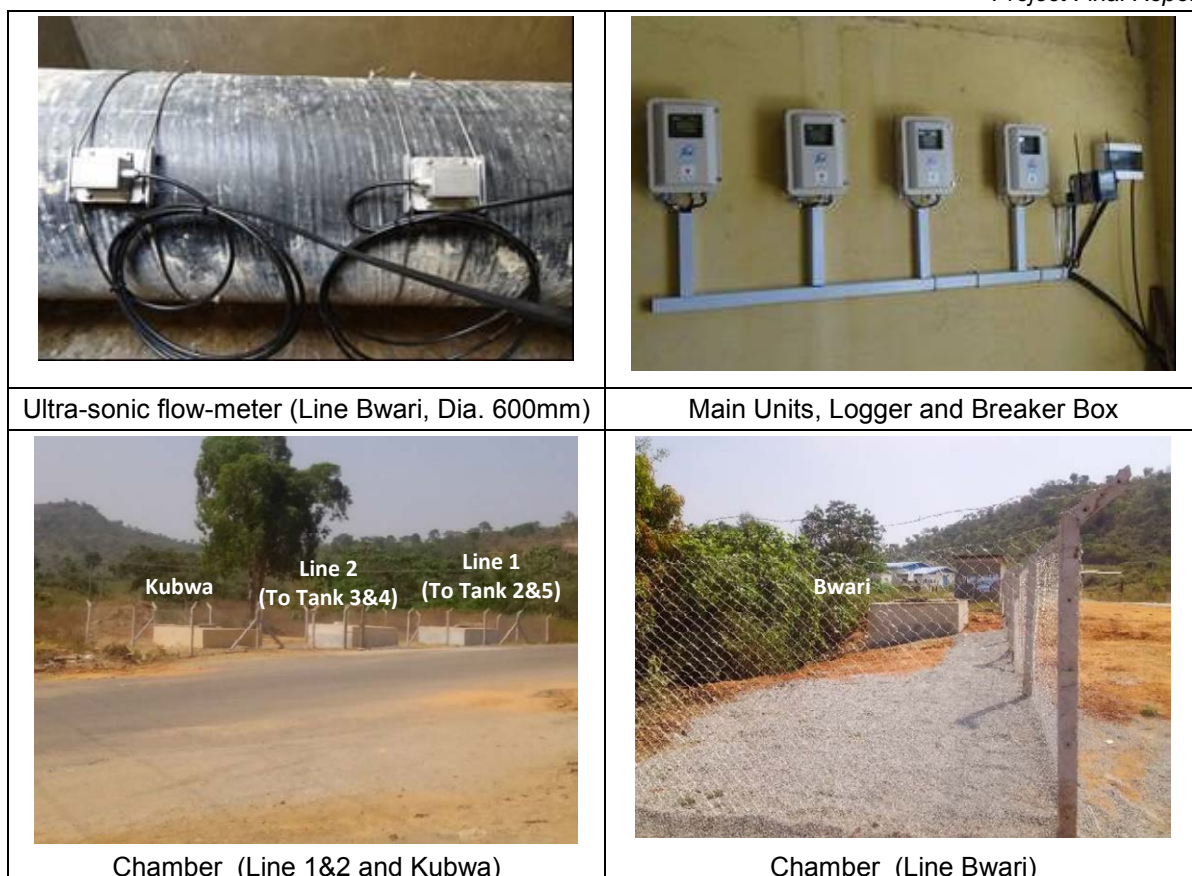 Project Final Report
Ultra-sonic flow-meter (Line Bwari, Dia. 600mm)
Main Units, Logger and Breaker Box
Kubwa
Line 2
(To Tank 3&4)
Line 1
(To Tank 2&5)
Bwari
Chamber (Line 1&2 and Kubwa)
Chamber (Line Bwari)